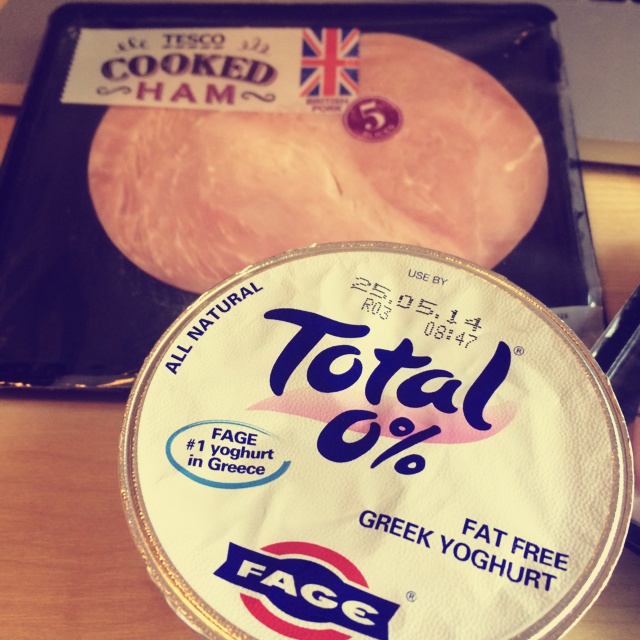 TESCO
COOKED
HAM
BRITISH
PORK
5
USE BY
25.05.14
R03 08:47
ALL NATURAL
Total®
0%
FAGE
#1 yoghurt
in Greece
FAT FREE
GREEK YOGHURT
FAGE®